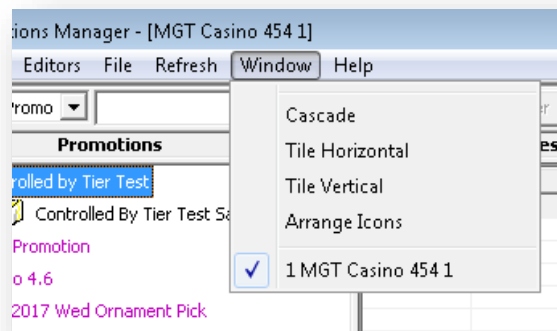 ions Manager - [MGT Casino 454 1]
Editors File Refresh Window Help
Promo
Cascade
Promotions
Tile Horizontal
rolled by Tier Test
Tile Vertical
Controlled By Tier Test Sa
Arrange Icons
Promotion
o 4.6
1 MGT Casino 454 1
2017 Wed Ornament Pick